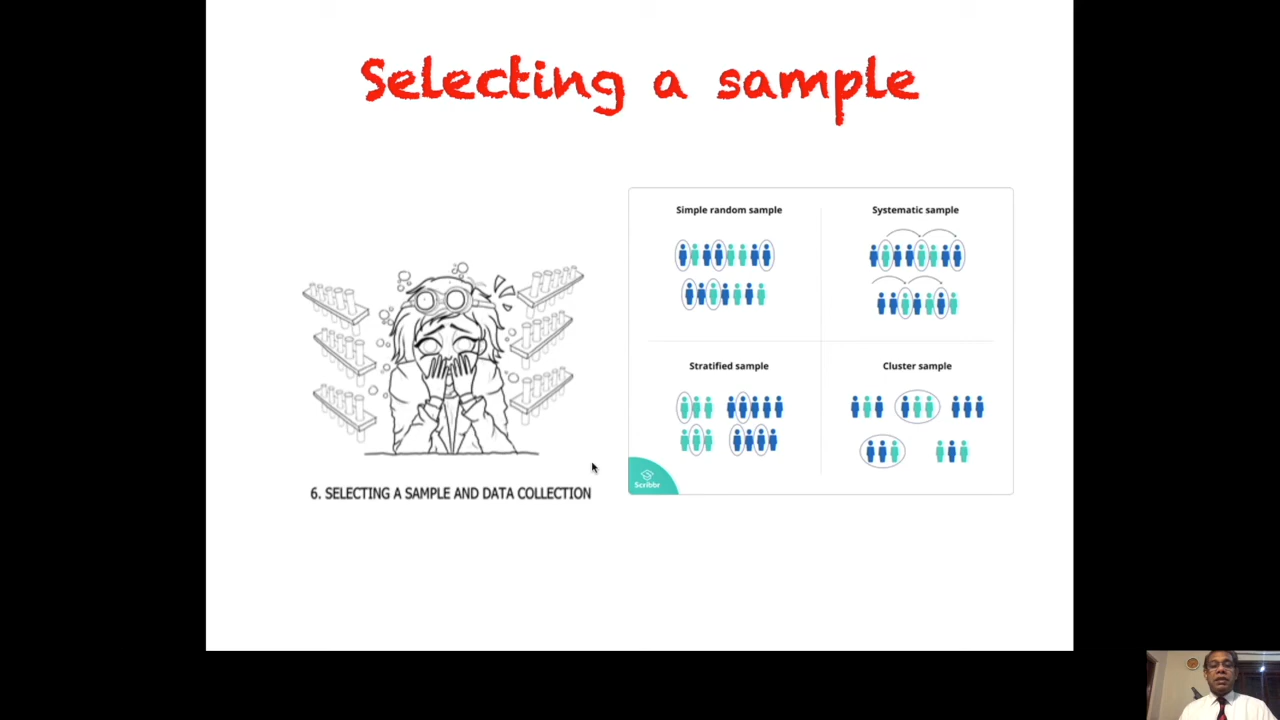 Selecting a sample
Simple random sample
Systematic sample
Stratified sample
Cluster sample
Scribbr
6. SELECTING A SAMPLE AND DATA COLLECTION